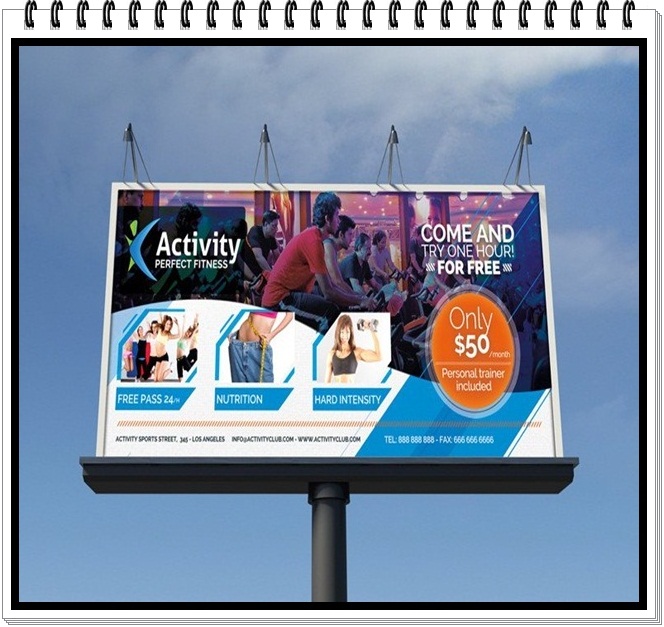 Activity
PERFECT FITNESS
COME AND
TRY ONE HOUR!
FOR FREE
Only
$50/month
Personal trainer
included
FREE PASS 24/H
NUTRITION
HARD INTENSITY
ACTIVITY SPORTS STREET, 345 - LOS ANGELES INFO@ACTIVITYCLUB.COM - WWW.ACTIVITYCLUB.COM
TEL: 888 888 888 - FAX: 666 666 6666